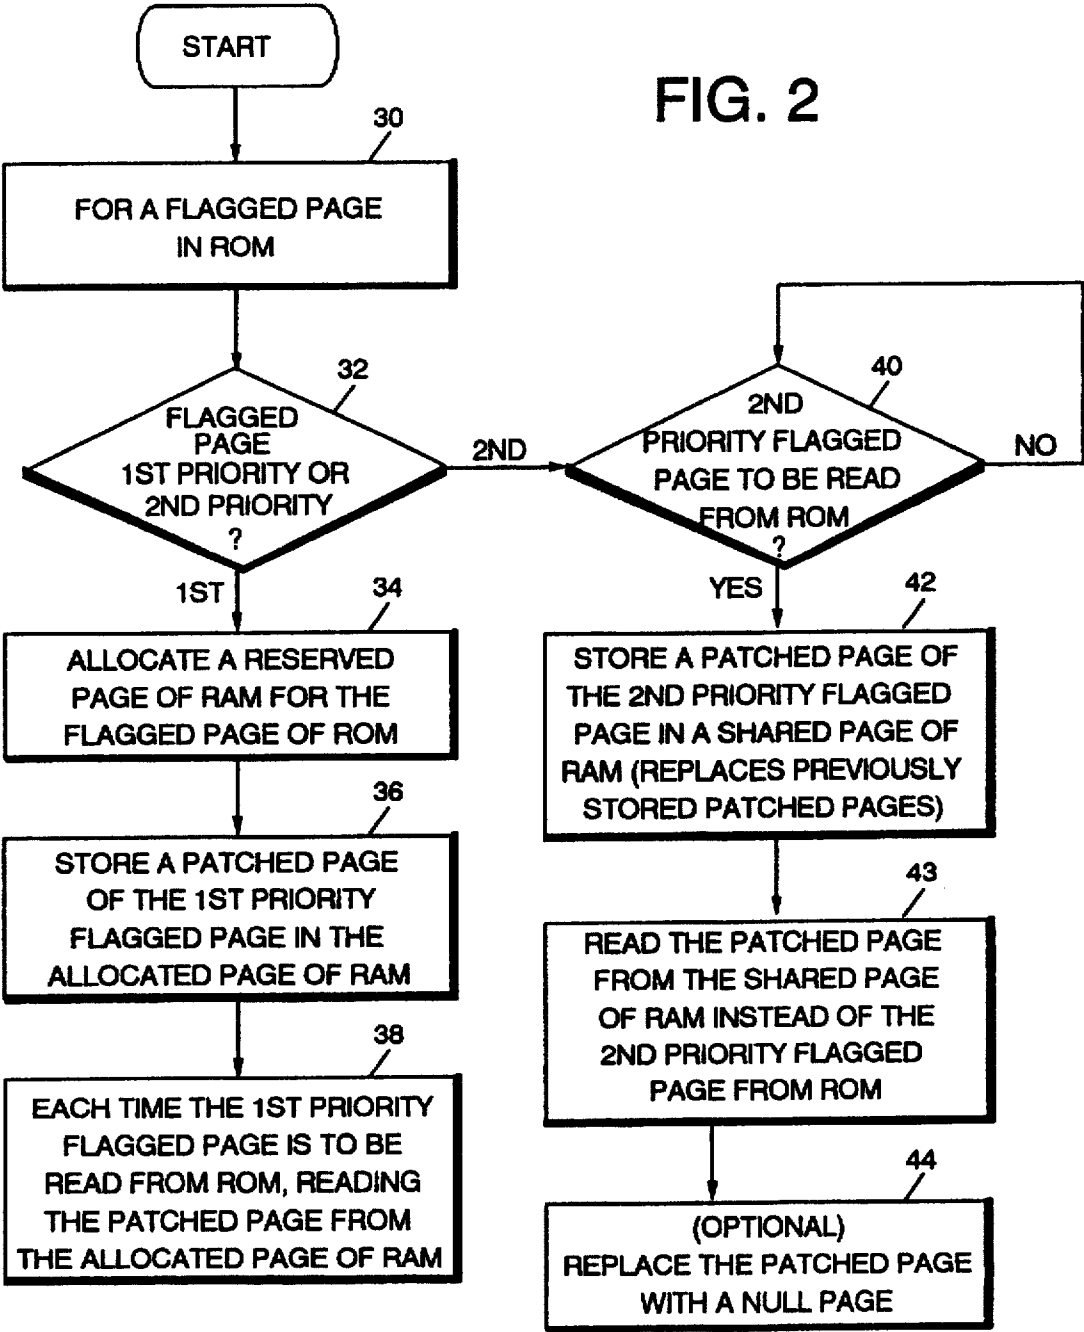 START
FIG. 2
30
FOR A FLAGGED PAGE
IN ROM
32
FLAGGED
PAGE
1ST PRIORITY OR
2ND PRIORITY
?
2ND
1ST
34
ALLOCATE A RESERVED
PAGE OF RAM FOR THE
FLAGGED PAGE OF ROM
36
STORE A PATCHED PAGE
OF THE 1ST PRIORITY
FLAGGED PAGE IN THE
ALLOCATED PAGE OF RAM
38
EACH TIME THE 1ST PRIORITY
FLAGGED PAGE IS TO BE
READ FROM ROM, READING
THE PATCHED PAGE FROM
THE ALLOCATED PAGE OF RAM
40
2ND
PRIORITY FLAGGED
PAGE TO BE READ
FROM ROM
?
NO
YES
42
STORE A PATCHED PAGE OF
THE 2ND PRIORITY FLAGGED
PAGE IN A SHARED PAGE OF
RAM (REPLACES PREVIOUSLY
STORED PATCHED PAGES)
43
READ THE PATCHED PAGE
FROM THE SHARED PAGE
OF RAM INSTEAD OF THE
2ND PRIORITY FLAGGED
PAGE FROM ROM
44
(OPTIONAL)
REPLACE THE PATCHED PAGE
WITH A NULL PAGE